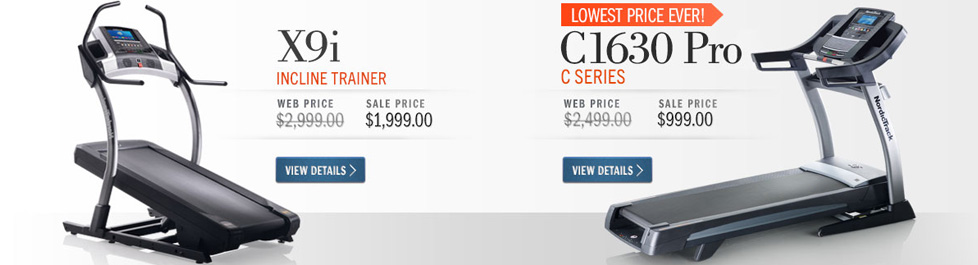 X9i
INCLINE TRAINER
WEB PRICE SALE PRICE
$2,999.00 $1,999.00
VIEW DETAILS >
LOWEST PRICE EVER!
C1630 Pro
C SERIES
WEB PRICE SALE PRICE
$2,499.00 $999.00
VIEW DETAILS >
NordicTrack